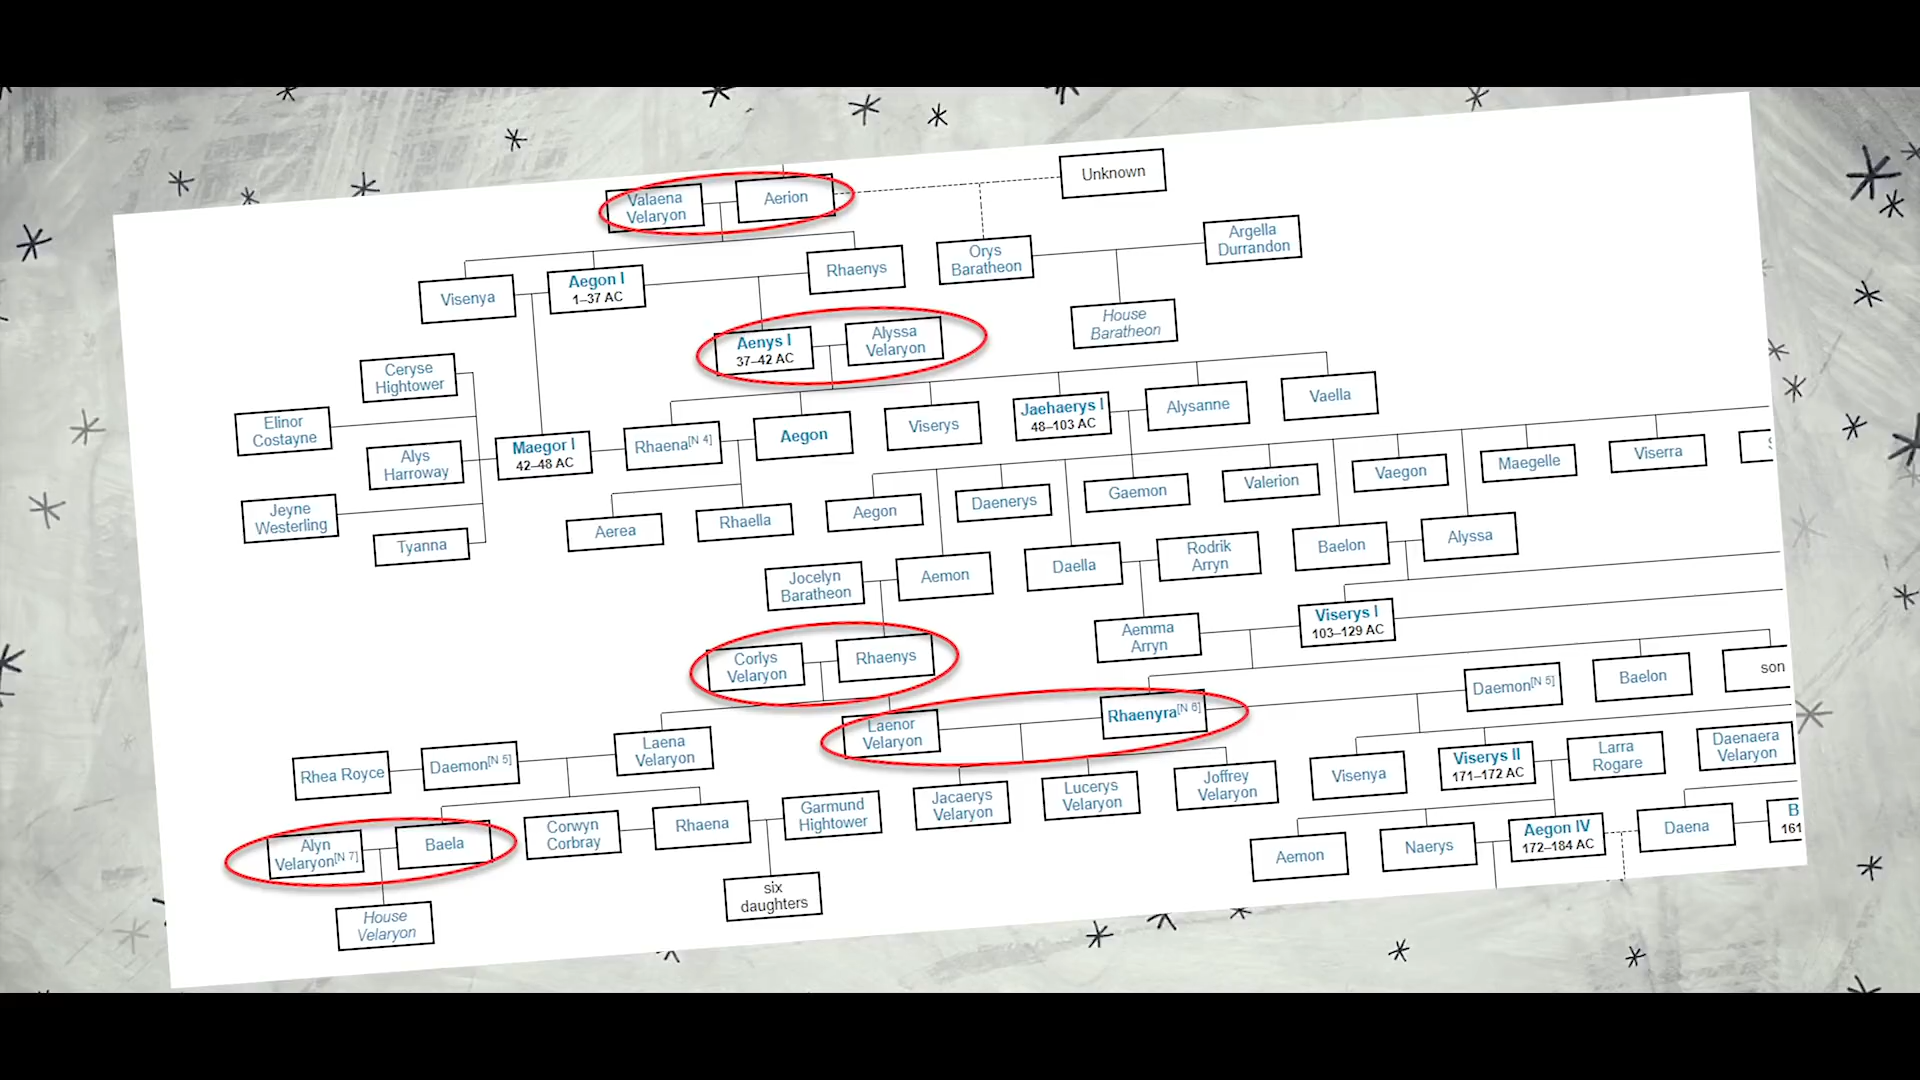 Unknown
Valaena
Velaryon
Aerion
Argella
Durrandon
Orys
Baratheon
Rhaenys
Aegon I
1–37 AC
Visenya
House
Baratheon
Alyssa
Velaryon
Aenys I
37–42 AC
Ceryse
Hightower
Vaella
Alysanne
Jaehaerys I
48–103 AC
Viserys
Aegon
Rhaena[N 4]
Maegor I
42–48 AC
Elinor
Costayne
Alys
Harroway
Viserra
Maegelle
Vaegon
Valerion
Gaemon
Daenerys
Aegon
Rhaella
Aerea
Jeyne
Westerling
Tyanna
Alyssa
Baelon
Rodrik
Arryn
Daella
Aemon
Jocelyn
Baratheon
Viserys I
103–129 AC
Aemma
Arryn
Rhaenys
Corlys
Velaryon
son
Baelon
Daemon[N 5]
Rhaenyra[N 6]
Laenor
Velaryon
Laena
Velaryon
Daemon[N 5]
Rhea Royce
Daenaera
Velaryon
Larra
Rogare
Viserys II
171–172 AC
Visenya
Joffrey
Velaryon
Lucerys
Velaryon
Jacaerys
Velaryon
Garmund
Hightower
Rhaena
Corwyn
Corbray
Baela
Alyn
Velaryon[N 7]
B
161
Daena
Aegon IV
172–184 AC
Naerys
Aemon
six
daughters
House
Velaryon